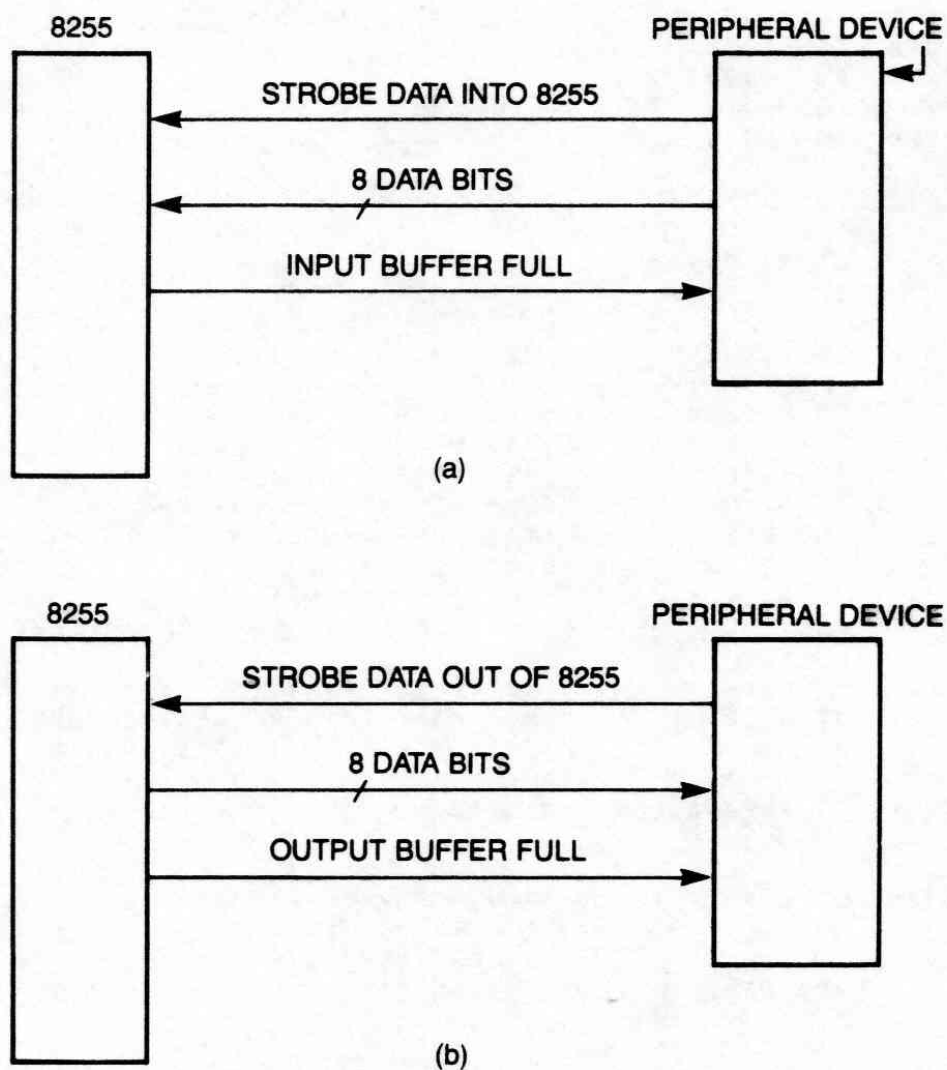 8255
PERIPHERAL DEVICE
STROBE DATA INTO 8255
8 DATA BITS
INPUT BUFFER FULL
(a)
8255
PERIPHERAL DEVICE
STROBE DATA OUT OF 8255
8 DATA BITS
OUTPUT BUFFER FULL
(b)